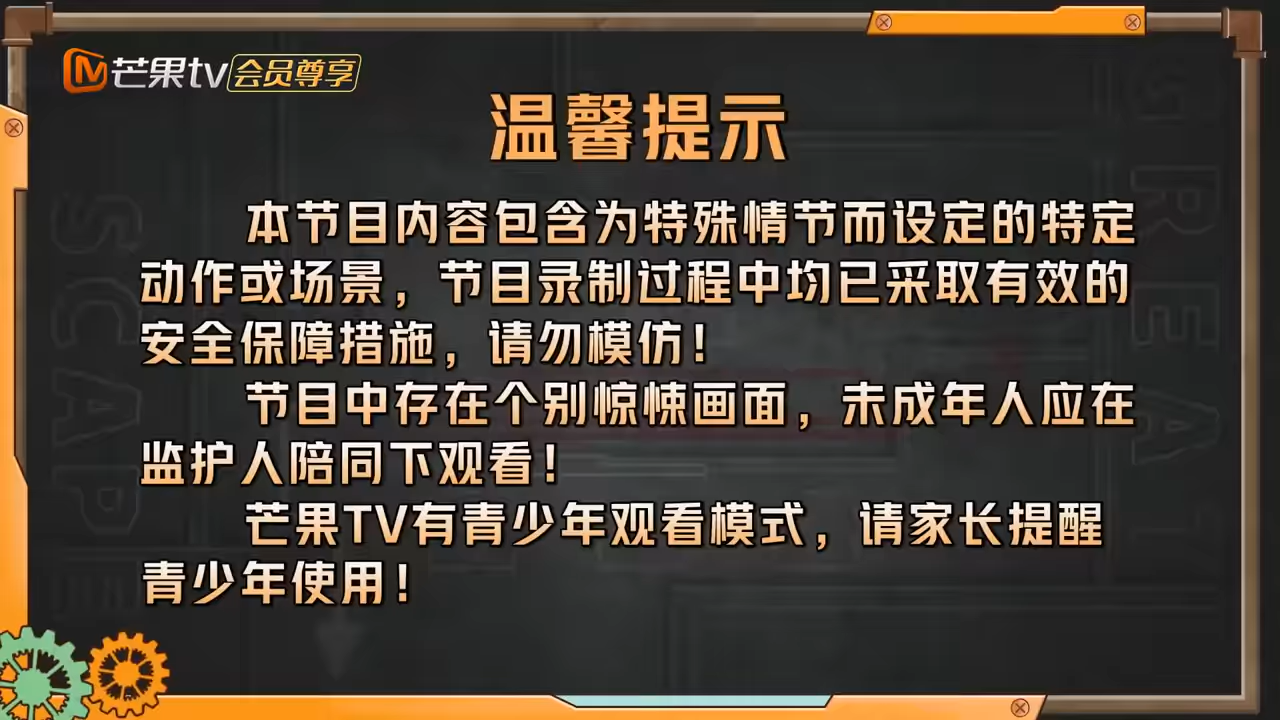 芒果tv会员尊享
温馨提示
本节目内容包含为特殊情节而设定的特定
动作或场景，节目录制过程中均已采取有效的
安全保障措施，请勿模仿！
节目中存在个别惊悚画面，未成年人应在
监护人陪同下观看！
芒果TV有青少年观看模式，请家长提醒
青少年使用！
GREAT
SCAPE